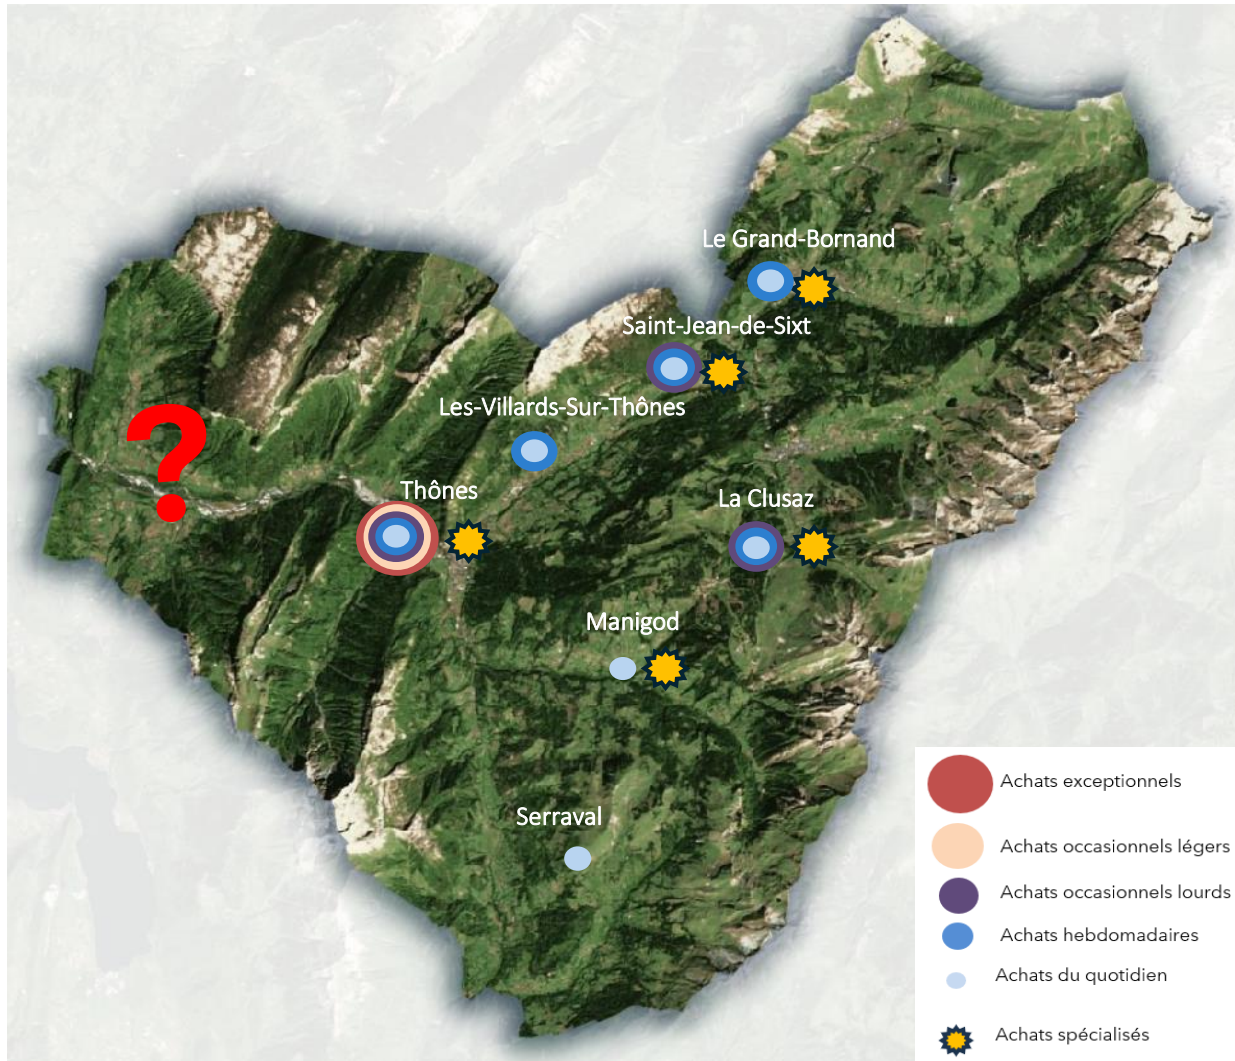 Le Grand-Bornand
Saint-Jean-de-Sixt
Les-Villards-Sur-Thônes
?
Thônes
La Clusaz
Manigod
Serraval
Achats exceptionnels
Achats occasionnels légers
Achats occasionnels lourds
Achats hebdomadaires
Achats du quotidien
Achats spécialisés